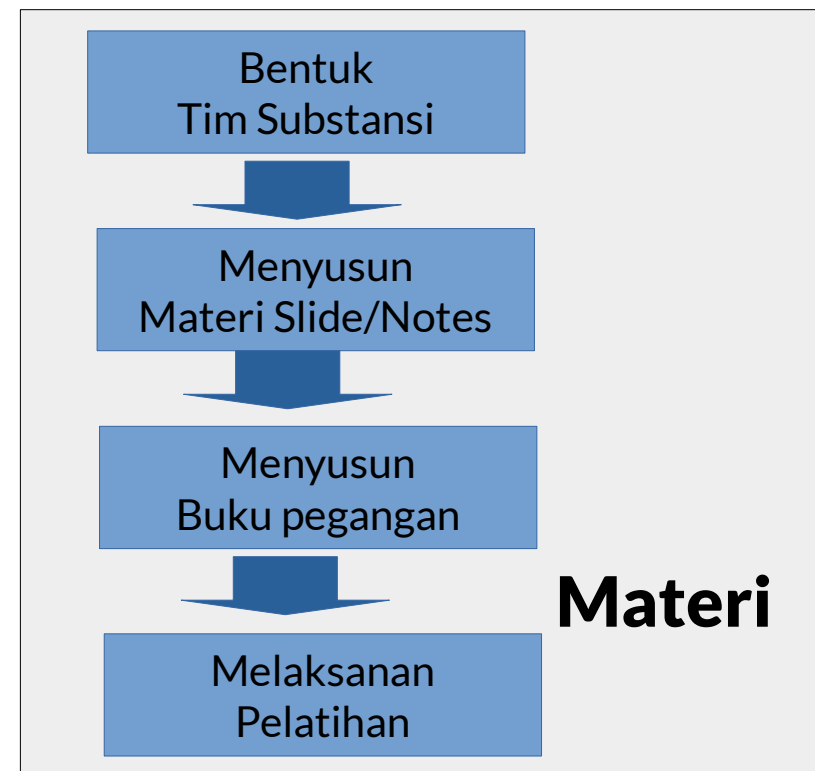 Bentuk
Tim Substansi
Menyusun
Materi Slide/Notes
Menyusun
Buku pegangan
Materi
Melaksanan
Pelatihan